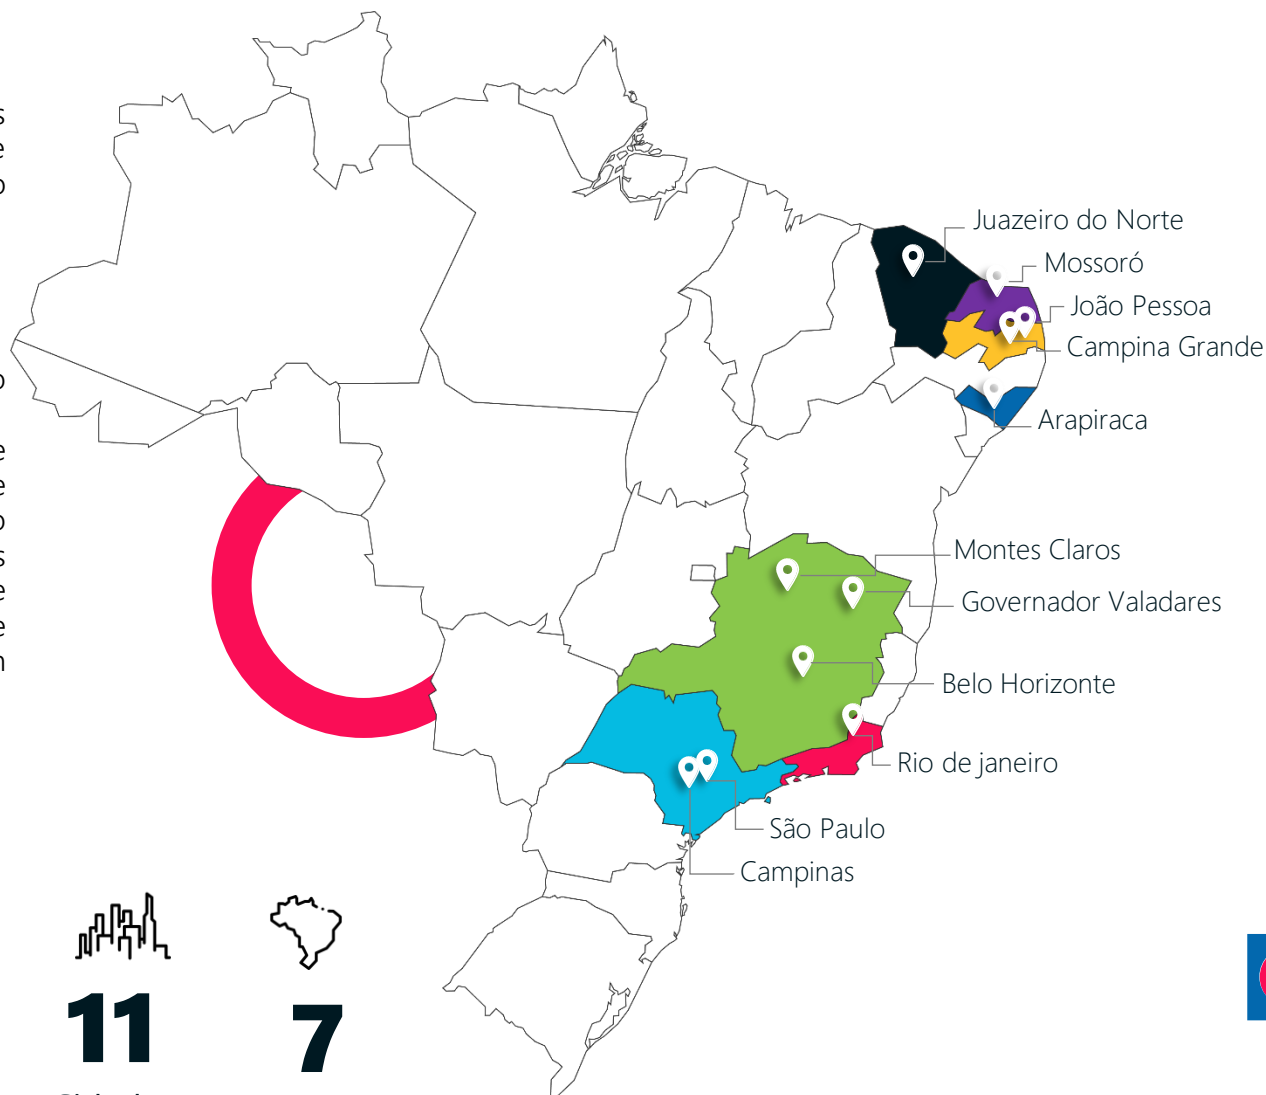 s
e
o
o
e
e
o
s
e
e
n
Juazeiro do Norte
Mossoró
João Pessoa
Campina Grande
Arapiraca
Montes Claros
Governador Valadares
Belo Horizonte
Rio de janeiro
São Paulo
Campinas
11
7